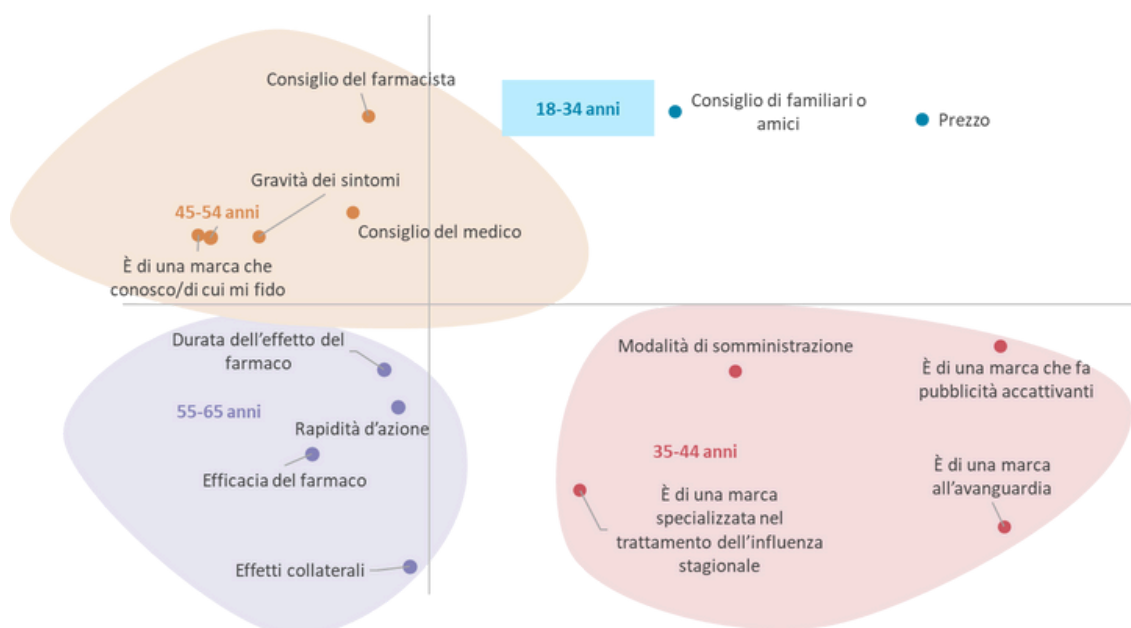 Consiglio del farmacista
Gravità dei sintomi
45-54 anni
Consiglio del medico
È di una marca che
conosco/di cui mi fido
18-34 anni
Consiglio di familiari o
amici
Prezzo
Durata dell'effetto del
farmaco
55-65 anni
Rapidità d'azione
Efficacia del farmaco
Effetti collaterali
Modalità di somministrazione
È di una marca che fa
pubblicità accattivanti
35-44 anni
È di una marca
all'avanguardia
È di una marca
specializzata nel
trattamento dell'influenza
stagionale